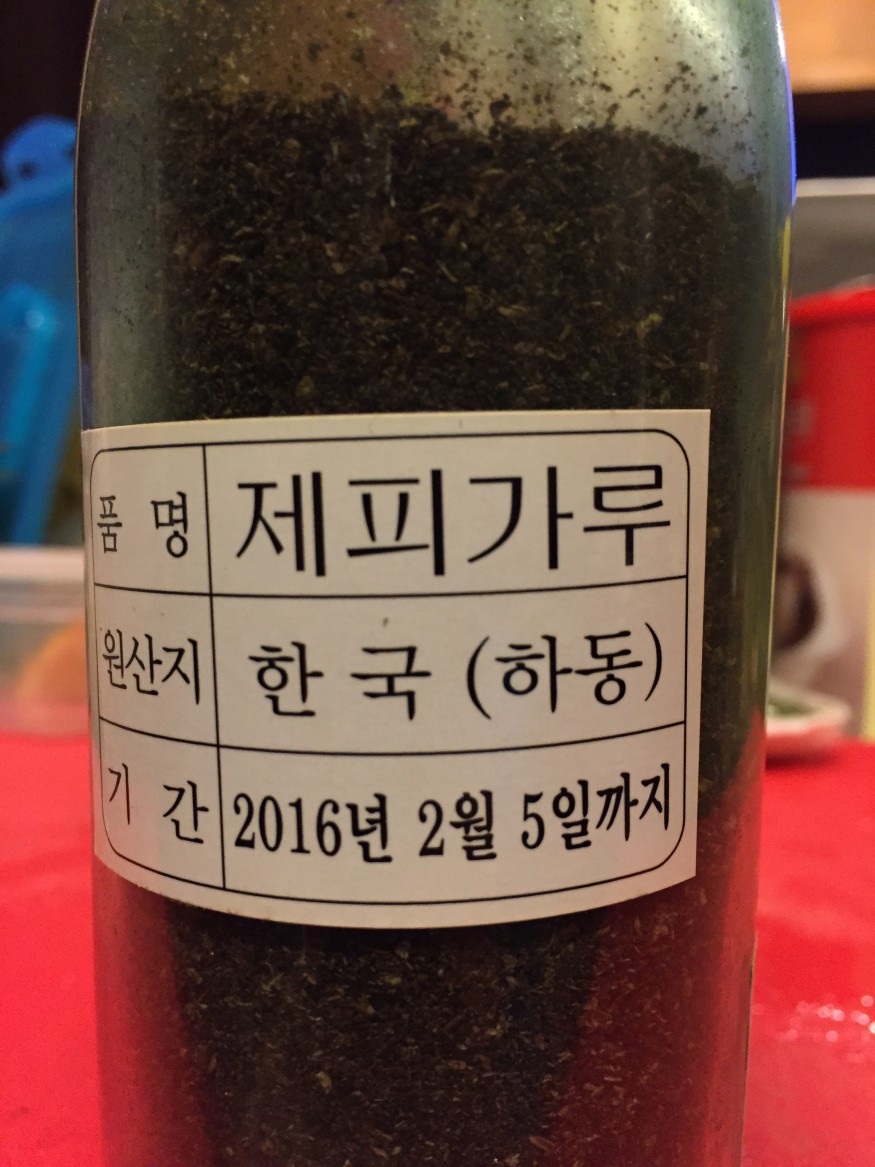 품 명 제피가루
원산지 한 국 (하동)
기 간 2016년 2월 5일까지